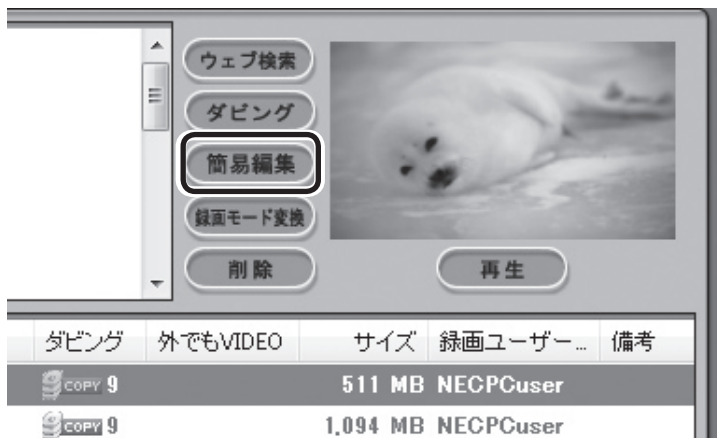 ウェブ検索
ダビング
簡易編集
録画モード変換
削除
再生
ダビング 外でもVIDEO サイズ 録画ユーザー... 備考
COPY 9 511 MB NECPCuser
COPY 9 1,094 MB NECPCuser